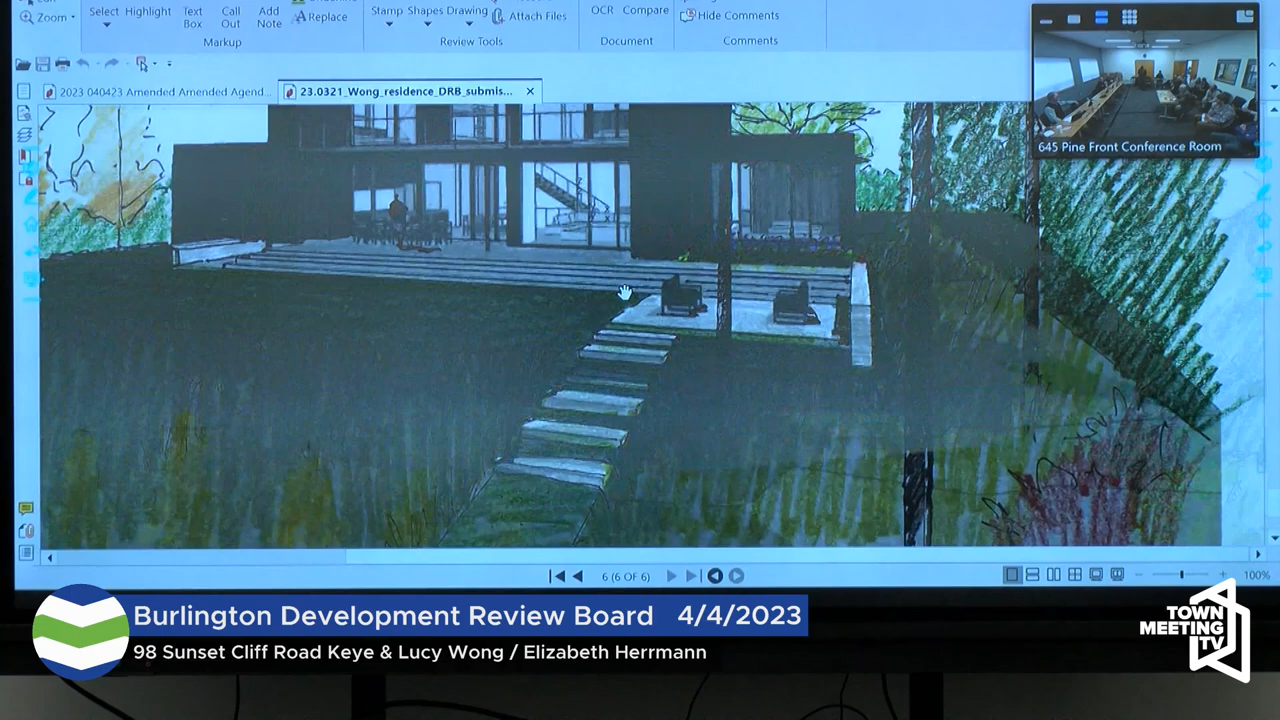 Zoom
Select Highlight Text Box Call Out Add Note Replace
Stamp Shapes Drawing Attach Files
OCR Compare
Hide Comments
Markup
Review Tools
Document
Comments
2023 040423 Amended Amended Agend...
23.0321_Wong_residence_DRB_submis...
645 Pine Front Conference Room
6 (6 OF 6)
100%
Burlington Development Review Board 4/4/2023
98 Sunset Cliff Road Keye & Lucy Wong / Elizabeth Herrmann
TOWN
MEETING
TV